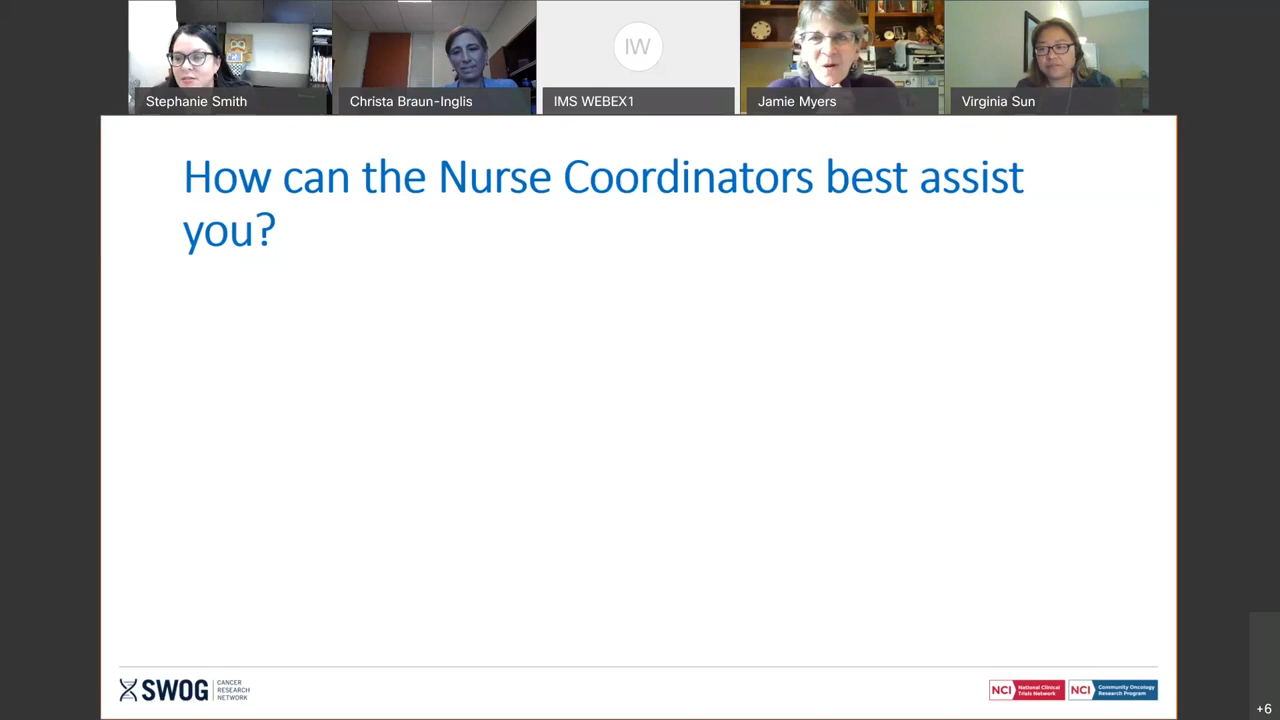 Stephanie Smith
Christa Braun-Inglis
IW
IMS WEBEX1
Jamie Myers
Virginia Sun
How can the Nurse Coordinators best assist
you?
SWOG
CANCER
RESEARCH
NETWORK
NCI
National Clinical
Trials Network
NCI
Community Oncology
Research Program
+6